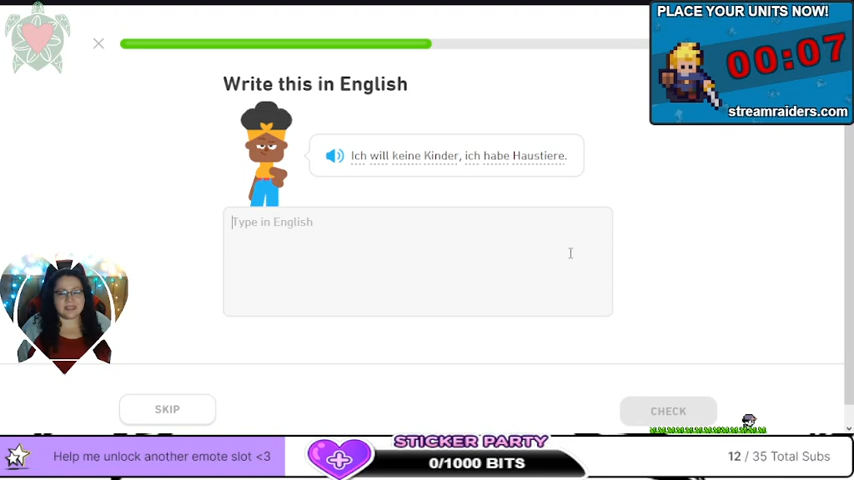 PLACE YOUR UNITS NOW!
00:07
streamraiders.com
Write this in English
Ich will keine Kinder, ich habe Haustiere.
Type in English
SKIP
CHECK
STICKER PARTY
Help me unlock another emote slot <3
0/1000 BITS
12 / 35 Total Subs